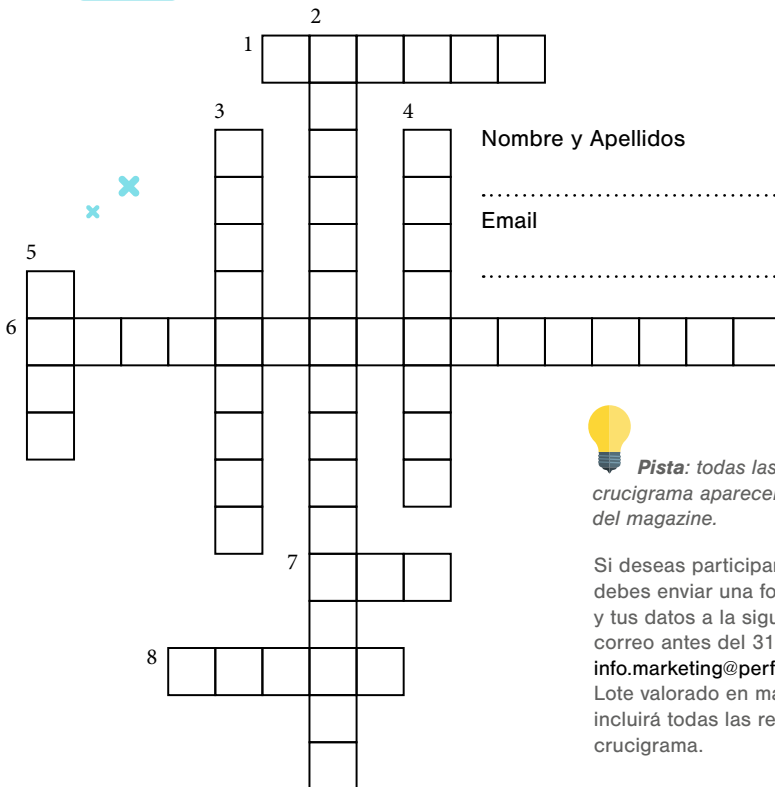 2
1
3
4
Nombre y Apellidos
Email
5
6
Pista: todas las
crucigrama aparece
del magazine.
7
Si deseas participar
debes enviar una fo
y tus datos a la sigu
correo antes del 31
8
info.marketing@perf
Lote valorado en ma
incluirá todas las re
crucigrama.